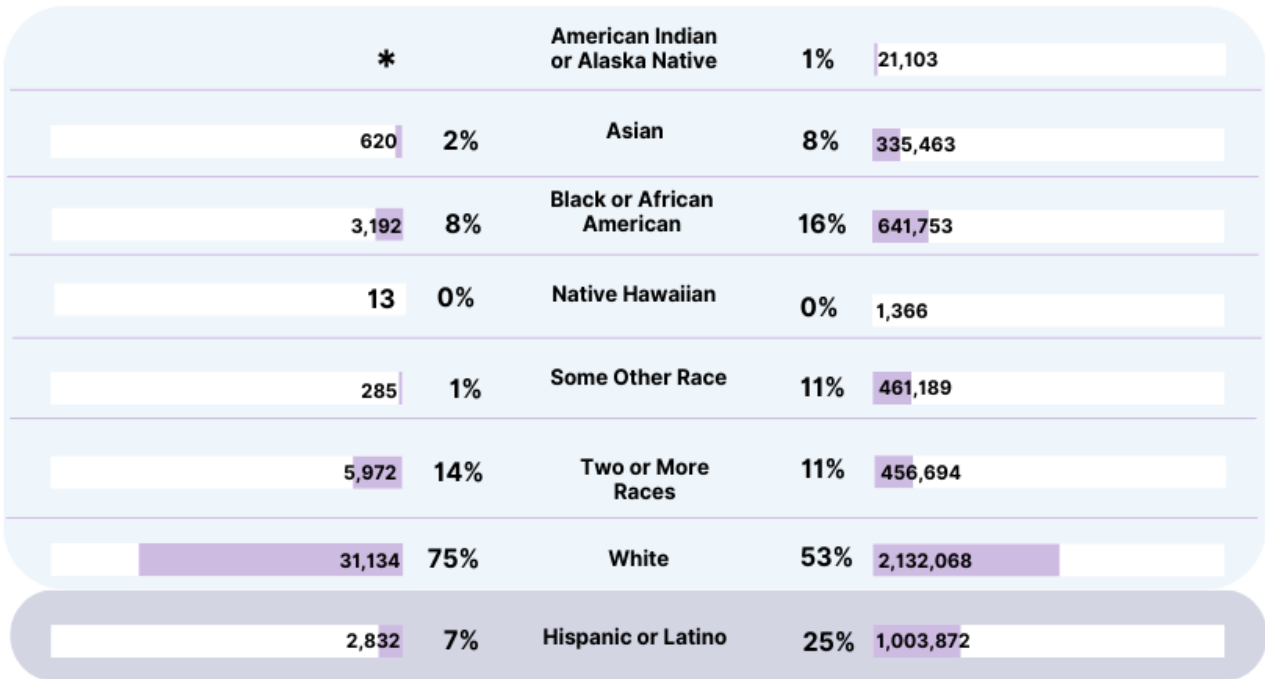 American Indian
* or Alaska Native 1% 21,103
620 2% Asian 8% 335,463
Black or African
3,192 8% American 16% 641,753
13 0% Native Hawaiian 0% 1,366
285 1% Some Other Race 11% 461,189
5,972 14% Two or More 11% 456,694
Races
31,134 75% White 53% 2,132,068
2,832 7% Hispanic or Latino 25% 1,003,872